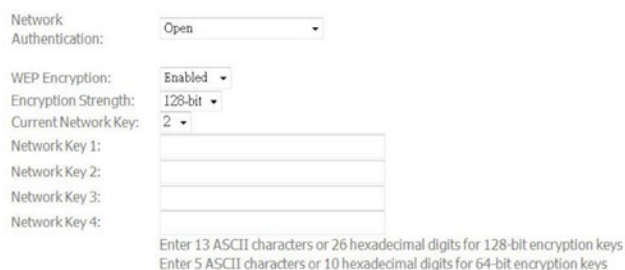 Network
Authentication:
Open
WEP Encryption: Enabled
Encryption Strength: 128-bit
Current Network Key: 2
Network Key 1:
Network Key 2:
Network Key 3:
Network Key 4:
Enter 13 ASCII characters or 26 hexadecimal digits for 128-bit encryption keys
Enter 5 ASCII characters or 10 hexadecimal digits for 64-bit encryption keys